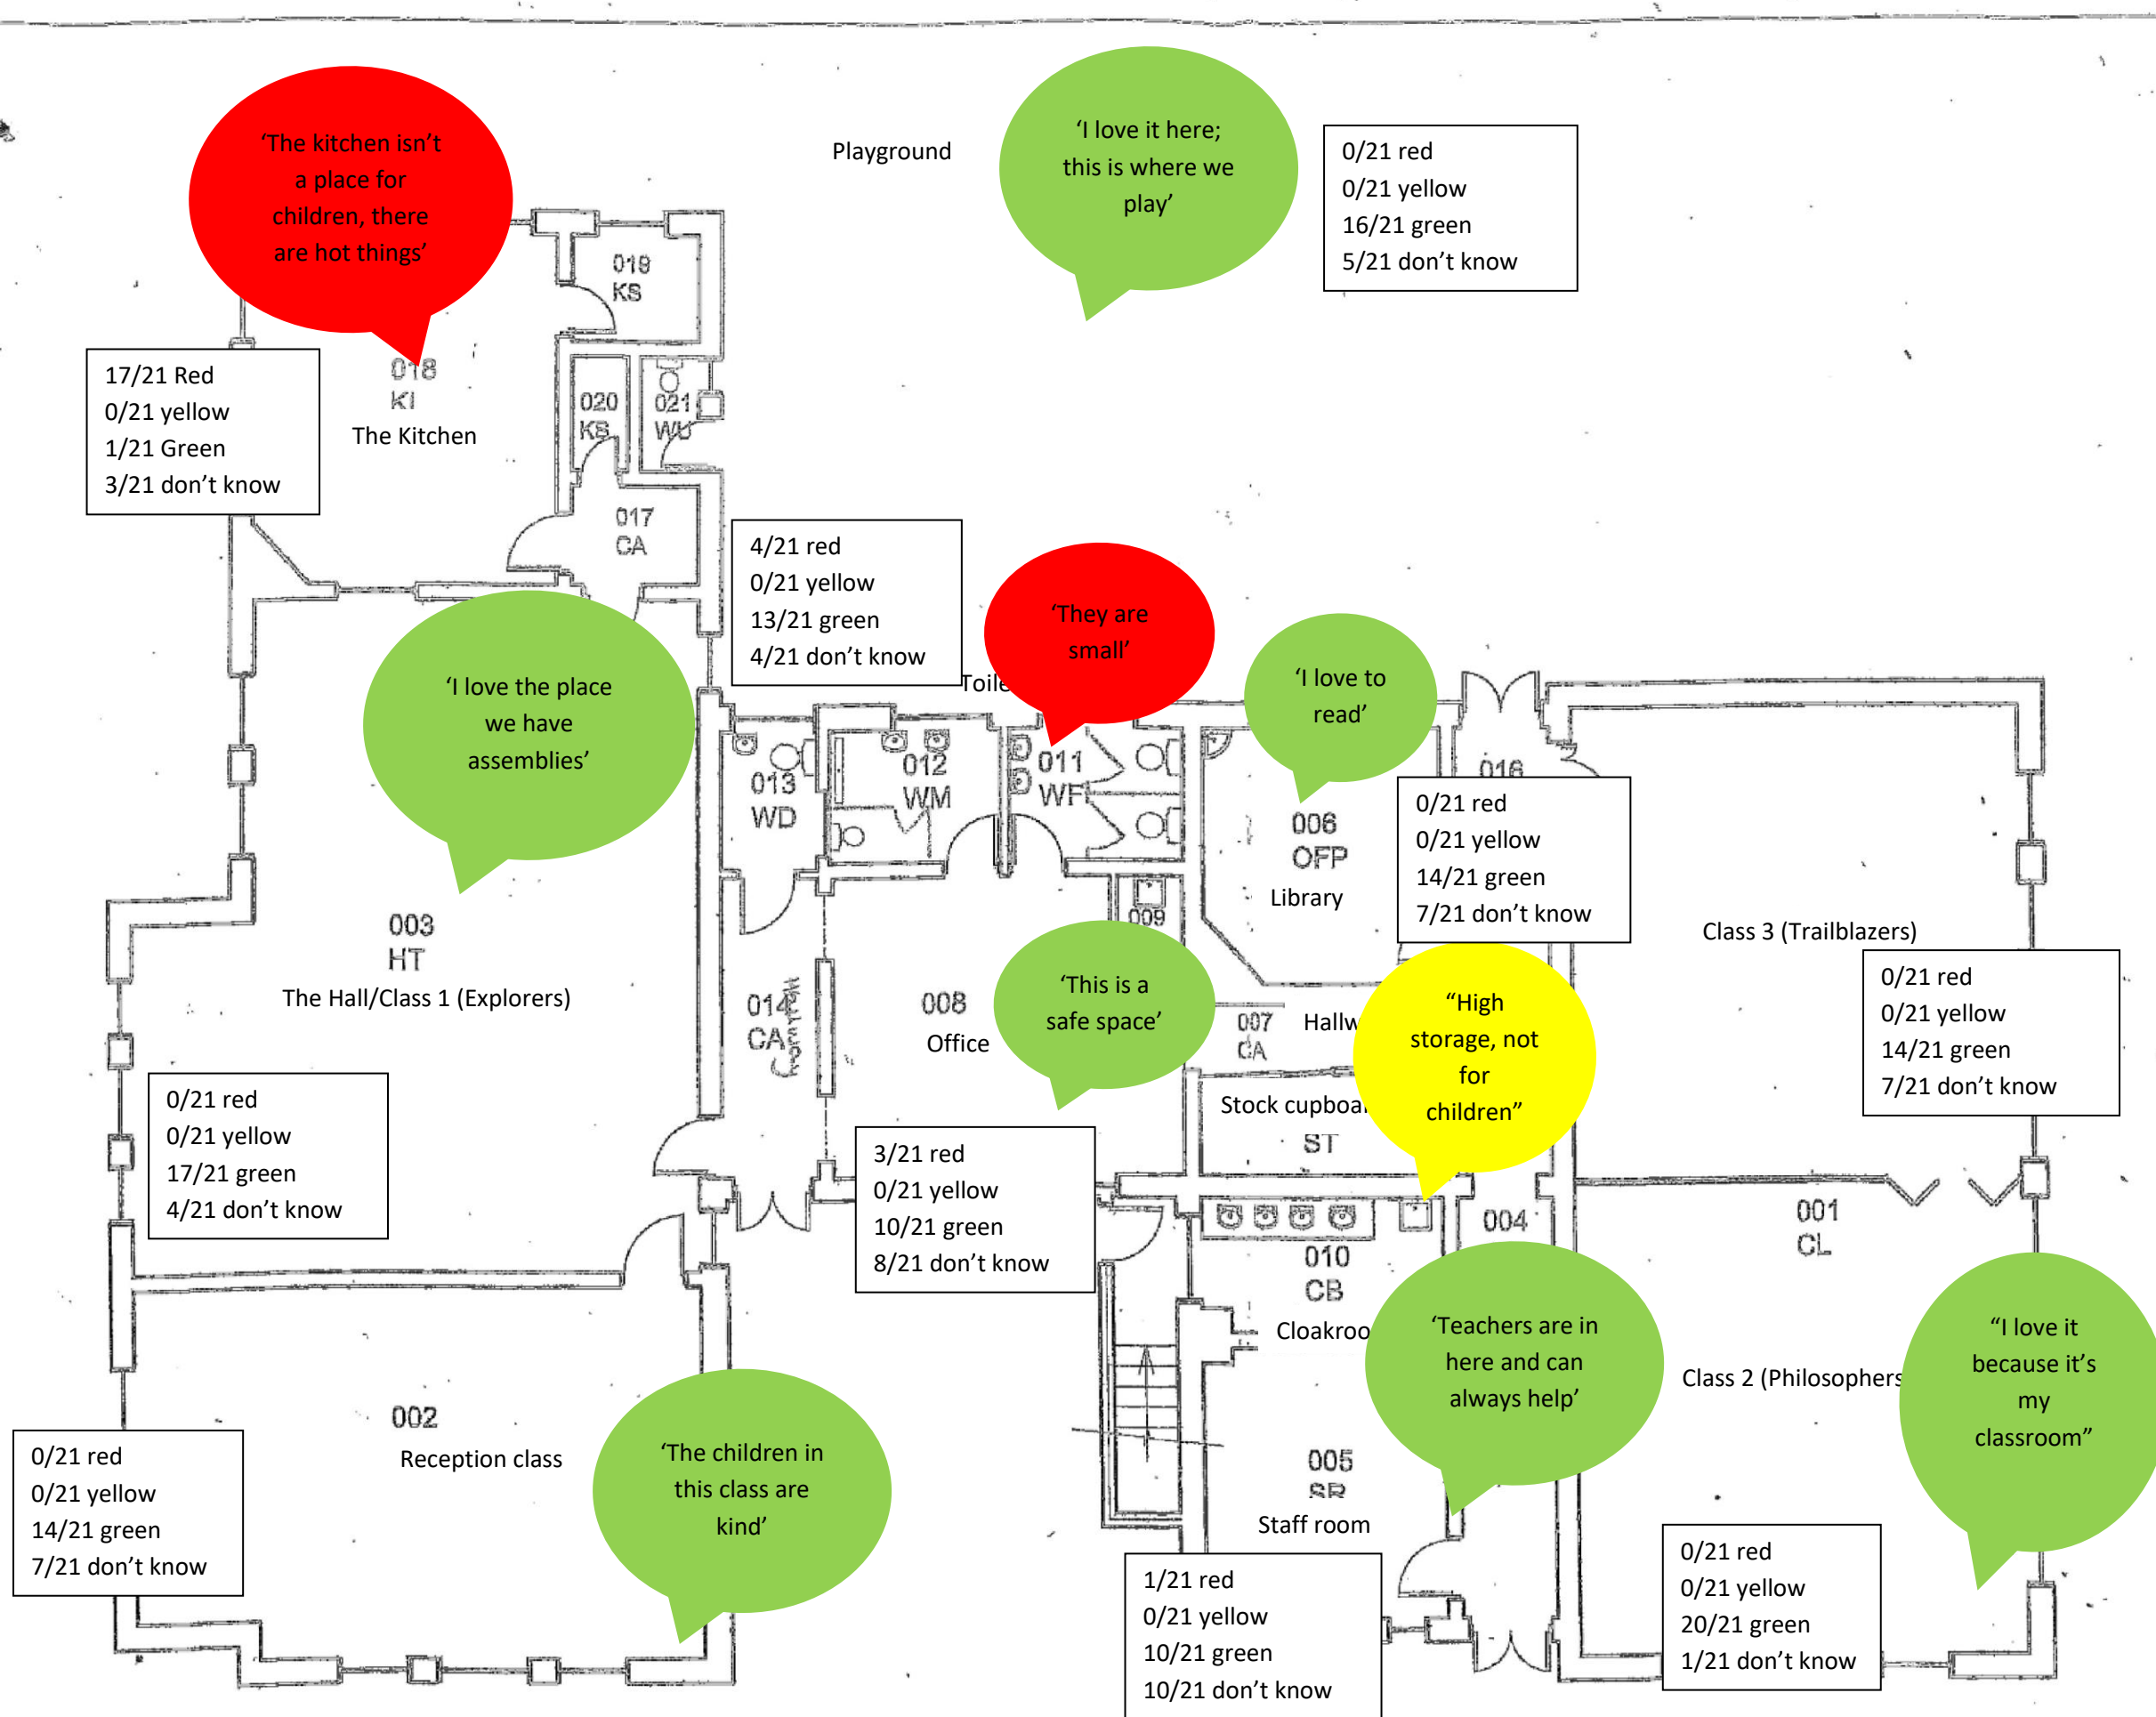 ‘The kitchen isn’t
a place for
children, there
are hot things’
Playground
‘I love it here;
this is where we
play’
0/21 red
0/21 yellow
16/21 green
5/21 don’t know
019
KS
17/21 Red
0/21 yellow
1/21 Green
3/21 don’t know
018
KI
The Kitchen
020
KS
021
WU
017
CA
4/21 red
0/21 yellow
13/21 green
4/21 don’t know
‘They are
small’
Toile
‘I love to
read’
‘I love the place
we have
assemblies’
013
WD
012
WM
011
WF
016
006
OFP
Library
0/21 red
0/21 yellow
14/21 green
7/21 don’t know
003
HT
The Hall/Class 1 (Explorers)
009
Class 3 (Trailblazers)
0/21 red
0/21 yellow
14/21 green
7/21 don’t know
014
CA
Hallway
008
Office
‘This is a
safe space’
007
CA
Hallw
“High
storage, not
for
children”
Stock cupboa
ST
0/21 red
0/21 yellow
17/21 green
4/21 don’t know
3/21 red
0/21 yellow
10/21 green
8/21 don’t know
004
001
CL
010
CB
Cloakroo
‘Teachers are in
here and can
always help’
Class 2 (Philosophers
“I love it
because it’s
my
classroom”
002
Reception class
‘The children in
this class are
kind’
0/21 red
0/21 yellow
14/21 green
7/21 don’t know
005
SR
Staff room
1/21 red
0/21 yellow
10/21 green
10/21 don’t know
0/21 red
0/21 yellow
20/21 green
1/21 don’t know